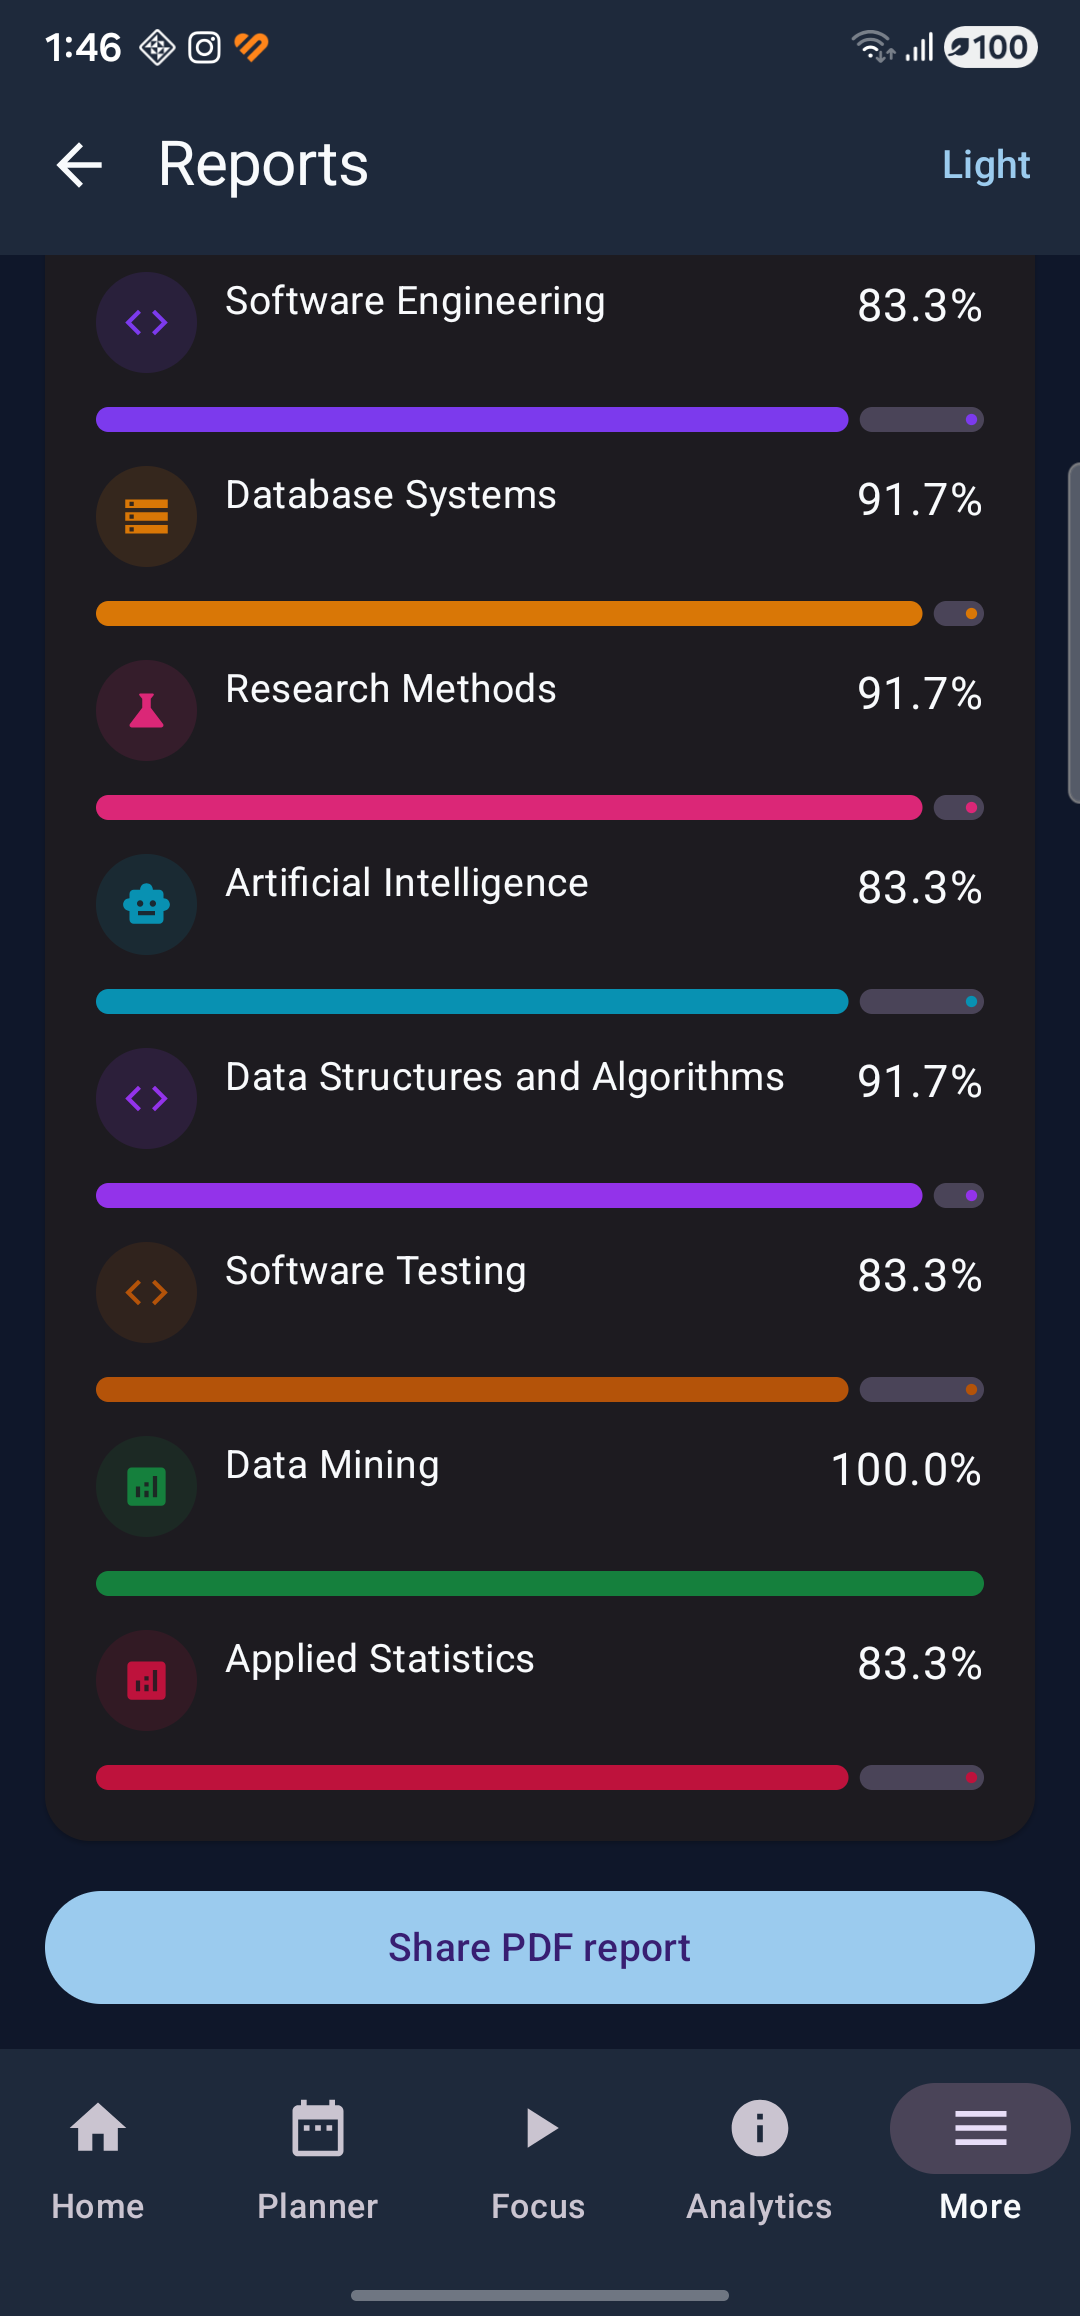 1:46
100
Reports
Light
Software Engineering
83.3%
Database Systems
91.7%
Research Methods
91.7%
Artificial Intelligence
83.3%
Data Structures and Algorithms
91.7%
Software Testing
83.3%
Data Mining
100.0%
Applied Statistics
83.3%
Share PDF report
Home
Planner
Focus
Analytics
More